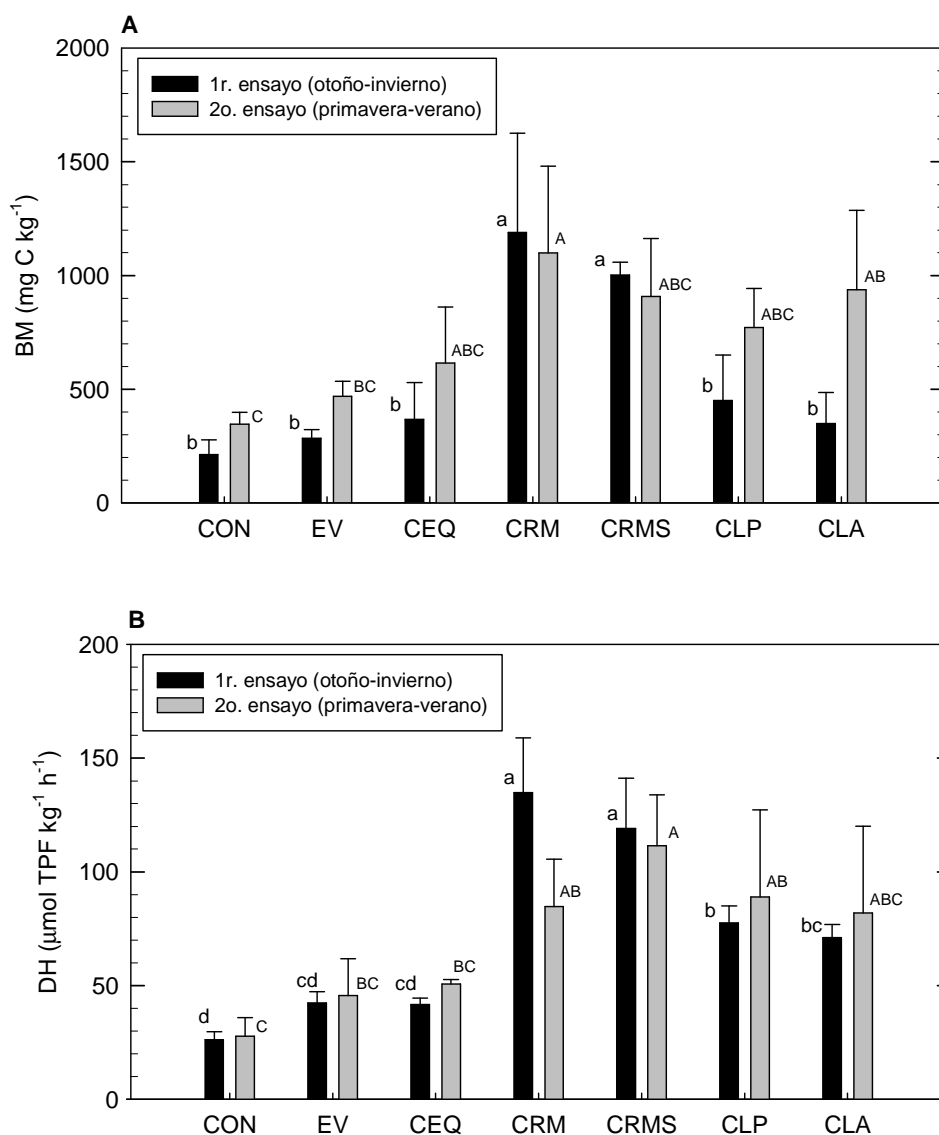 A
2000
1500
1000
500
0
BM (mg C kg-1)
1r. ensayo (otoño-invierno)
2o. ensayo (primavera-verano)
b C
b BC
b ABC
a A
a ABC
b ABC
b AB
CON EV CEQ CRM CRMS CLP CLA
B
200
150
100
50
0
DH (μmol TPF kg-1 h-1)
1r. ensayo (otoño-invierno)
2o. ensayo (primavera-verano)
d C
cd BC
cd BC
a AB
a A
b AB
bc ABC
CON EV CEQ CRM CRMS CLP CLA